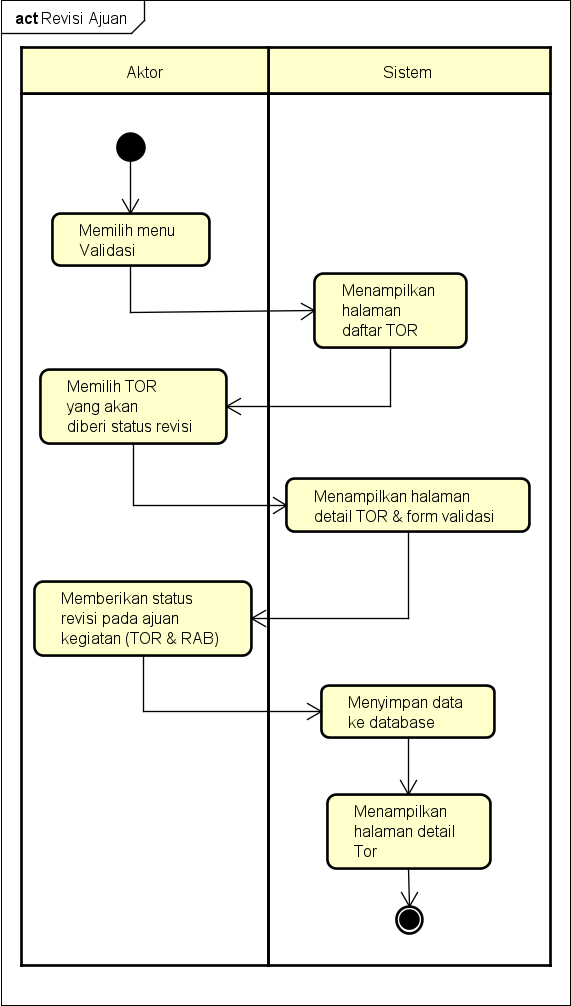 act Revisi Ajuan
Aktor
Sistem
Memilih menu
Validasi
Menampilkan
halaman
daftar TOR
Memilih TOR
yang akan
diberi status revisi
Menampilkan halaman
detail TOR & form validasi
Memberikan status
revisi pada ajuan
kegiatan (TOR & RAB)
Menyimpan data
ke database
Menampilkan
halaman detail
Tor